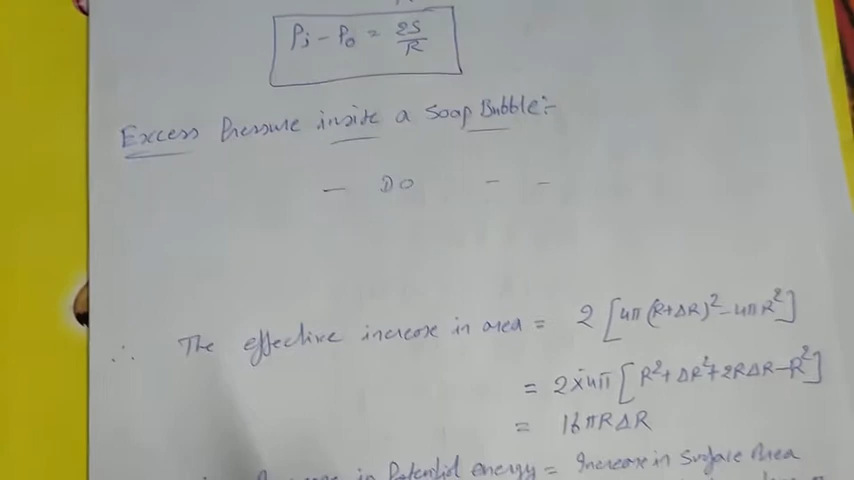 Pi - Po = 2S/R
Excess Pressure inside a Soap Bubble:-
— DO — —
∴ The effective increase in area = 2 [4π(R+ΔR)² - 4πR²]
= 2×4π [R² + ΔR² + 2RΔR - R²]
= 16πRΔR
in Potential energy = Increase in Surface Area